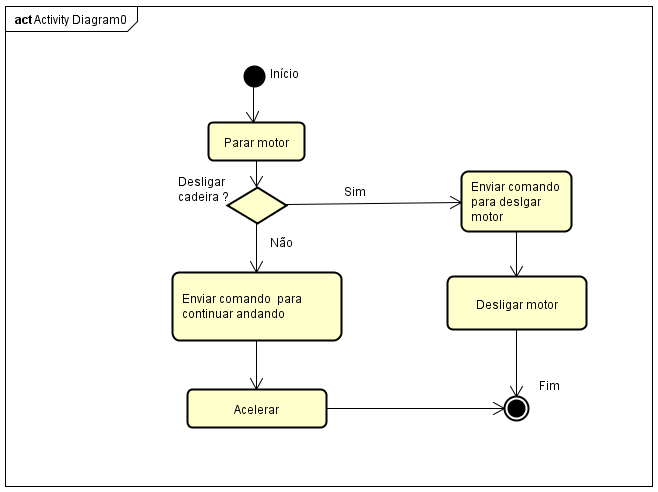 act Activity Diagram0
Início
Parar motor
Desligar
cadeira ?
Sim
Enviar comando
para deslgar
motor
Não
Enviar comando  para
continuar andando
Desligar motor
Fim
Acelerar